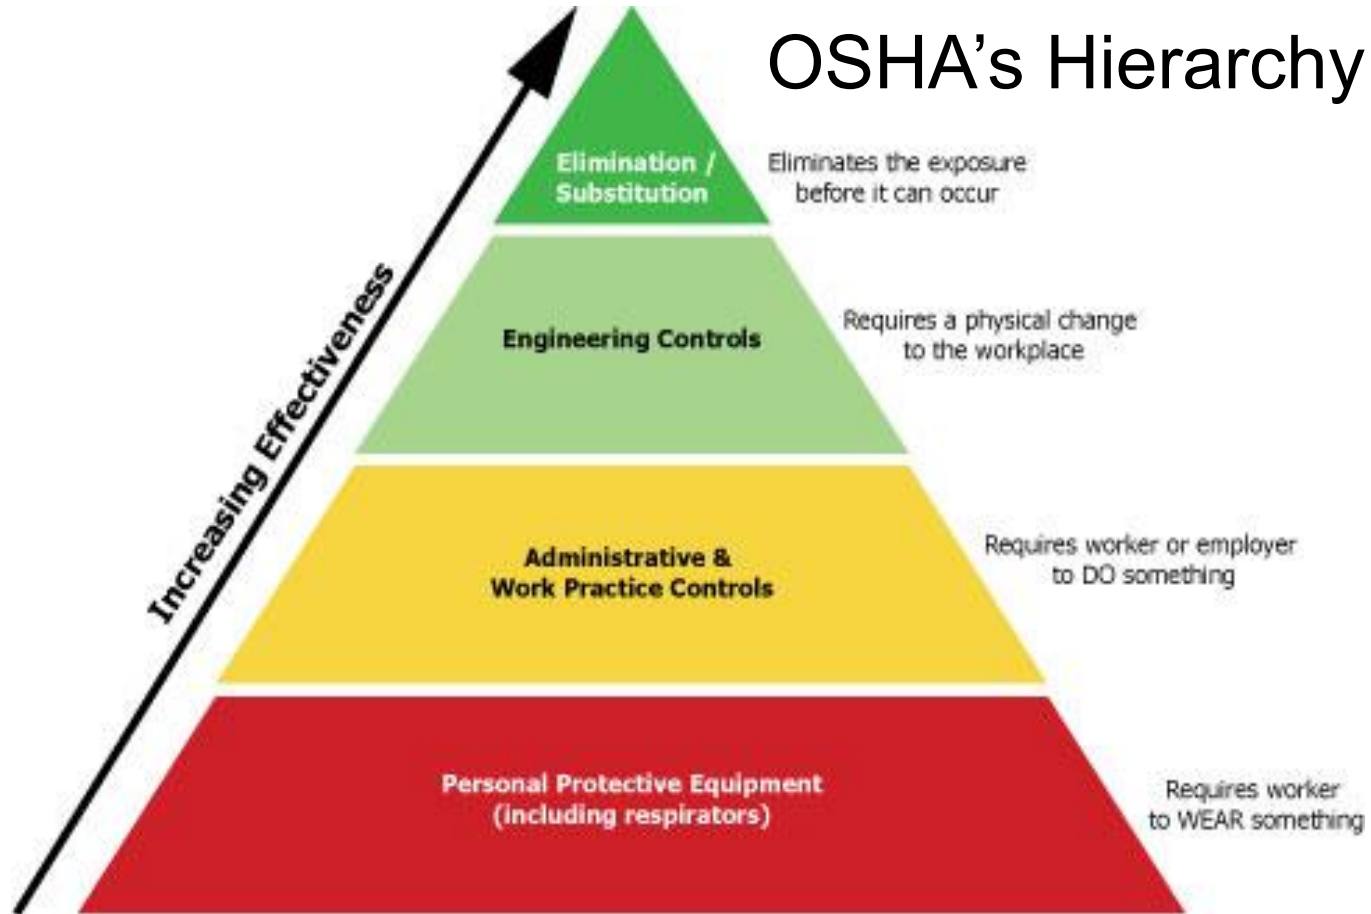 OSHA’s Hierarchy
Elimination /
Substitution
Eliminates the exposure
before it can occur
Increasing Effectiveness
Engineering Controls
Requires a physical change
to the workplace
Administrative &
Work Practice Controls
Requires worker or employer
to DO something
Personal Protective Equipment
(including respirators)
Requires worker
to WEAR something